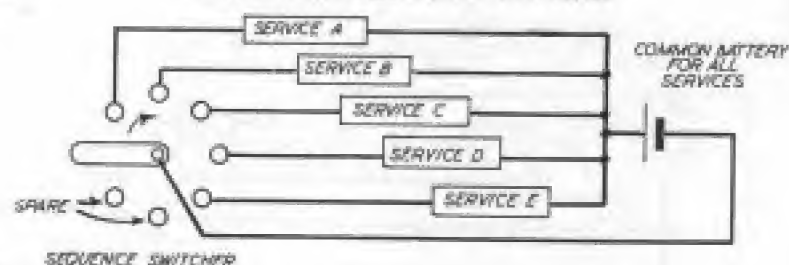 SERVICE A
SERVICE B
SERVICE C
SERVICE D
SERVICE E
COMMON BATTERY
FOR ALL
SERVICES
SPARE
SEQUENCE SWITCHER